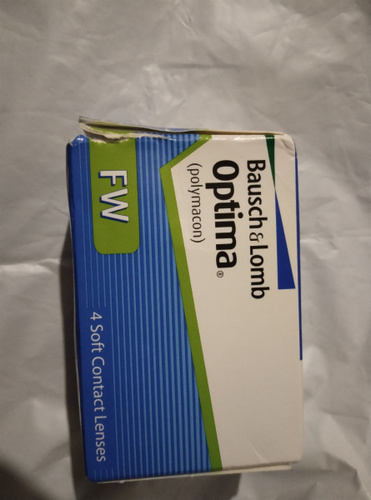 Bausch & Lomb
Optima®
(polymacon)
FW
4 Soft Contact Lenses